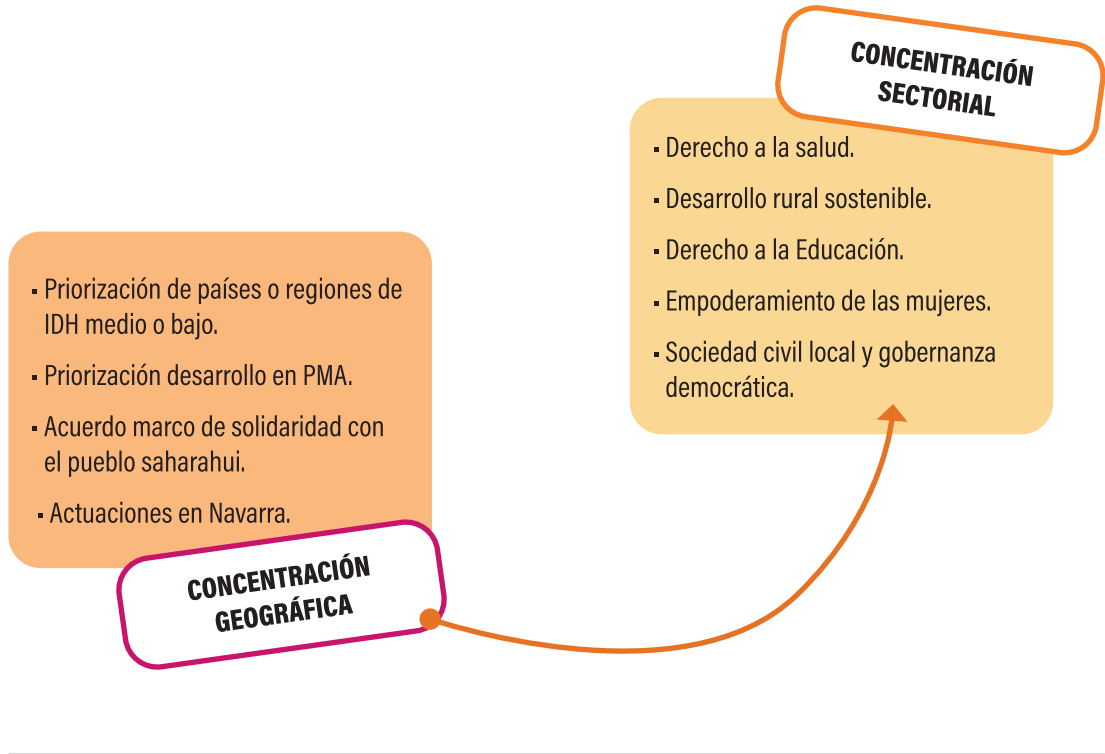 CONCENTRACIÓN
SECTORIAL
▪ Derecho a la salud.
▪ Desarrollo rural sostenible.
▪ Derecho a la Educación.
▪ Empoderamiento de las mujeres.
▪ Sociedad civil local y gobernanza
democrática.
▪ Priorización de países o regiones de
IDH medio o bajo.
▪ Priorización desarrollo en PMA.
▪ Acuerdo marco de solidaridad con
el pueblo saharahui.
▪ Actuaciones en Navarra.
CONCENTRACIÓN
GEOGRÁFICA